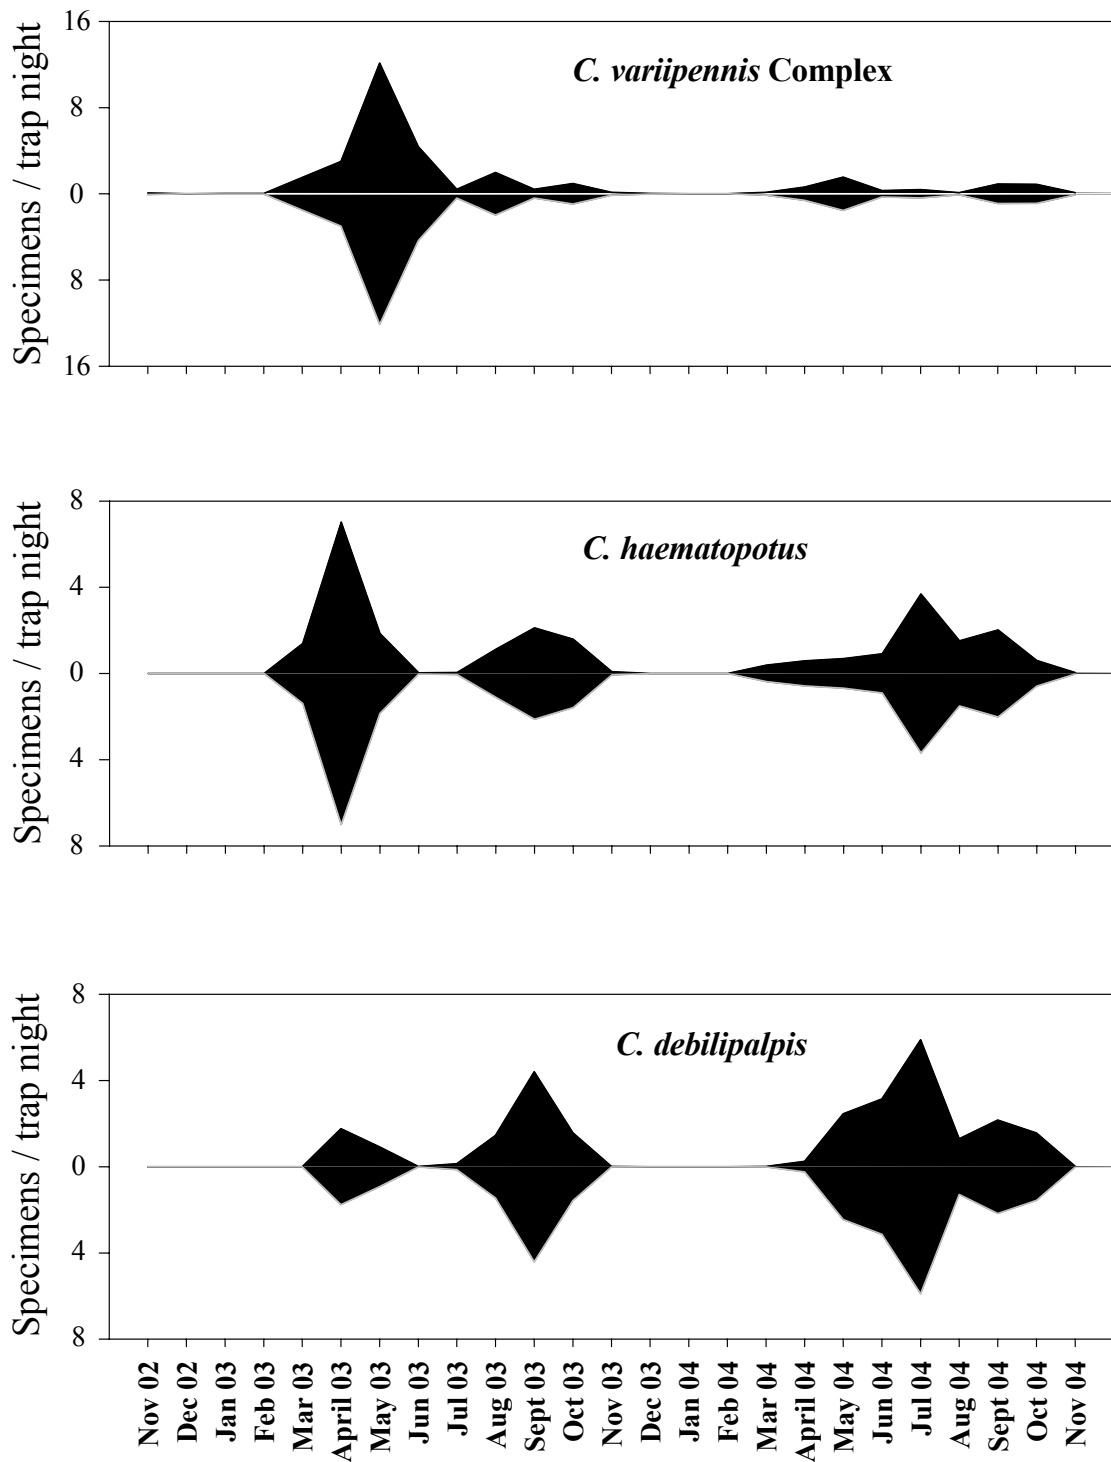 16
8
0
8
16
Specimens / trap night
C. variipennis Complex
8
4
0
4
8
Specimens / trap night
C. haematopotus
8
4
0
4
8
Specimens / trap night
C. debilipalpis
Nov 02
Dec 02
Jan 03
Feb 03
Mar 03
April 03
May 03
Jun 03
Jul 03
Aug 03
Sept 03
Oct 03
Nov 03
Dec 03
Jan 04
Feb 04
Mar 04
April 04
May 04
Jun 04
Jul 04
Aug 04
Sept 04
Oct 04
Nov 04